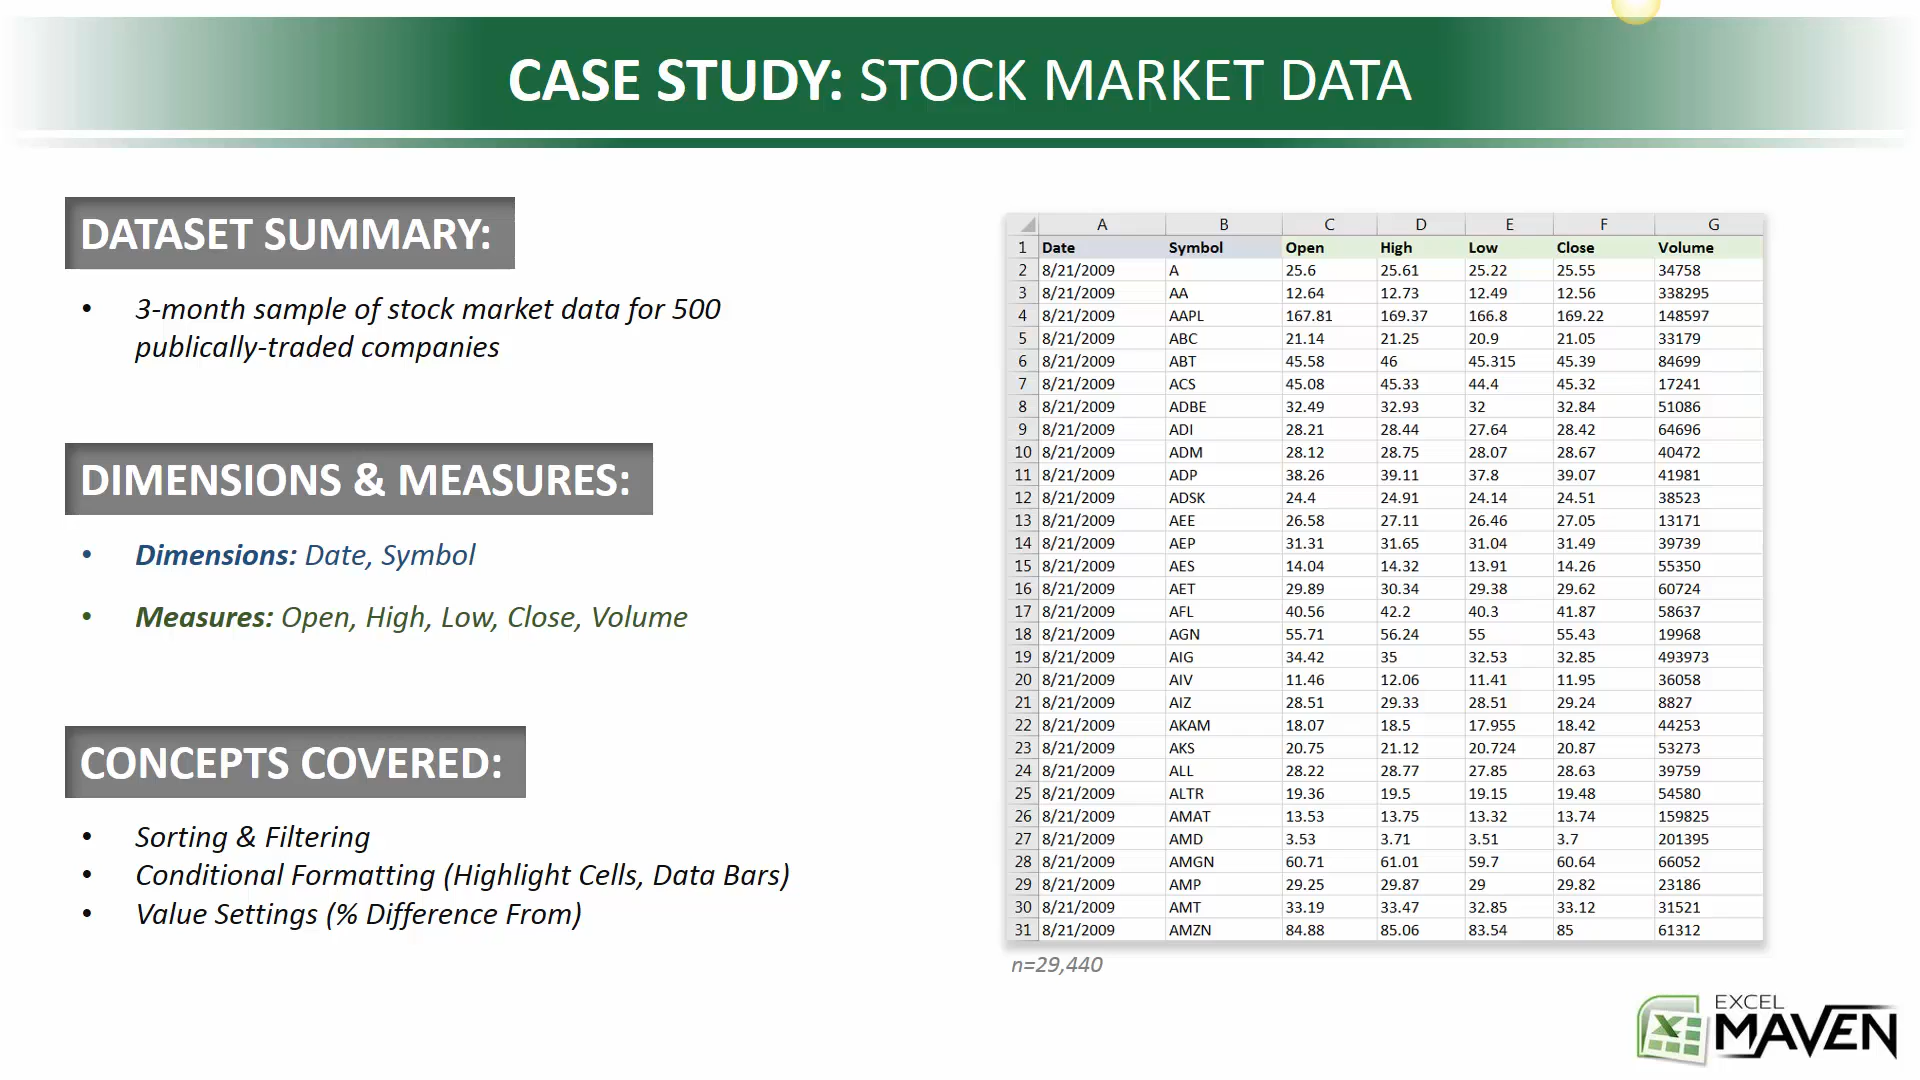 CASE STUDY: STOCK MARKET DATA
DATASET SUMMARY:
• 3-month sample of stock market data for 500
publically-traded companies
DIMENSIONS & MEASURES:
• Dimensions: Date, Symbol
• Measures: Open, High, Low, Close, Volume
CONCEPTS COVERED:
• Sorting & Filtering
• Conditional Formatting (Highlight Cells, Data Bars)
• Value Settings (% Difference From)
A B C D E F G
1 Date Symbol Open High Low Close Volume
2 8/21/2009 A 25.6 25.61 25.22 25.55 34758
3 8/21/2009 AA 12.64 12.73 12.49 12.56 338295
4 8/21/2009 AAPL 167.81 169.37 166.8 169.22 148597
5 8/21/2009 ABC 21.14 21.25 20.9 21.05 33179
6 8/21/2009 ABT 45.58 46 45.315 45.39 84699
7 8/21/2009 ACS 45.08 45.33 44.4 45.32 17241
8 8/21/2009 ADBE 32.49 32.93 32 32.84 51086
9 8/21/2009 ADI 28.21 28.44 27.64 28.42 64696
10 8/21/2009 ADM 28.12 28.75 28.07 28.67 40472
11 8/21/2009 ADP 38.26 39.11 37.8 39.07 41981
12 8/21/2009 ADSK 24.4 24.91 24.14 24.51 38523
13 8/21/2009 AEE 26.58 27.11 26.46 27.05 13171
14 8/21/2009 AEP 31.31 31.65 31.04 31.49 39739
15 8/21/2009 AES 14.04 14.32 13.91 14.26 55350
16 8/21/2009 AET 29.89 30.34 29.38 29.62 60724
17 8/21/2009 AFL 40.56 42.2 40.3 41.87 58637
18 8/21/2009 AGN 55.71 56.24 55 55.43 19968
19 8/21/2009 AIG 34.42 35 32.53 32.85 493973
20 8/21/2009 AIV 11.46 12.06 11.41 11.95 36058
21 8/21/2009 AIZ 28.51 29.33 28.51 29.24 8827
22 8/21/2009 AKAM 18.07 18.5 17.955 18.42 44253
23 8/21/2009 AKS 20.75 21.12 20.724 20.87 53273
24 8/21/2009 ALL 28.22 28.77 27.85 28.63 39759
25 8/21/2009 ALTR 19.36 19.5 19.15 19.48 54580
26 8/21/2009 AMAT 13.53 13.75 13.32 13.74 159825
27 8/21/2009 AMD 3.53 3.71 3.51 3.7 201395
28 8/21/2009 AMGN 60.71 61.01 59.7 60.64 66052
29 8/21/2009 AMP 29.25 29.87 29 29.82 23186
30 8/21/2009 AMT 33.19 33.47 32.85 33.12 31521
31 8/21/2009 AMZN 84.88 85.06 83.54 85 61312
n=29,440
EXCEL
MAVEN